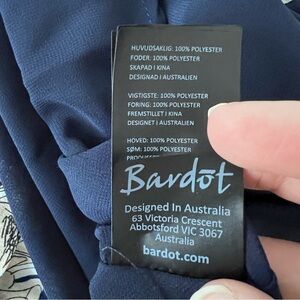 HUVUDSAKLIG: 100% POLYESTER
FODER: 100% POLYESTER
SKAPAD I KINA
DESIGNAD I AUSTRALIEN
VIGTIGSTE: 100% POLYESTER
FORING: 100% POLYESTER
FREMSTILLET I KINA
DESIGNET I AUSTRALIEN
HOVED: 100% POLYESTER
SØM: 100% POLYESTER
Bardot
Designed In Australia
63 Victoria Crescent
Abbotsford VIC 3067
Australia
bardot.com